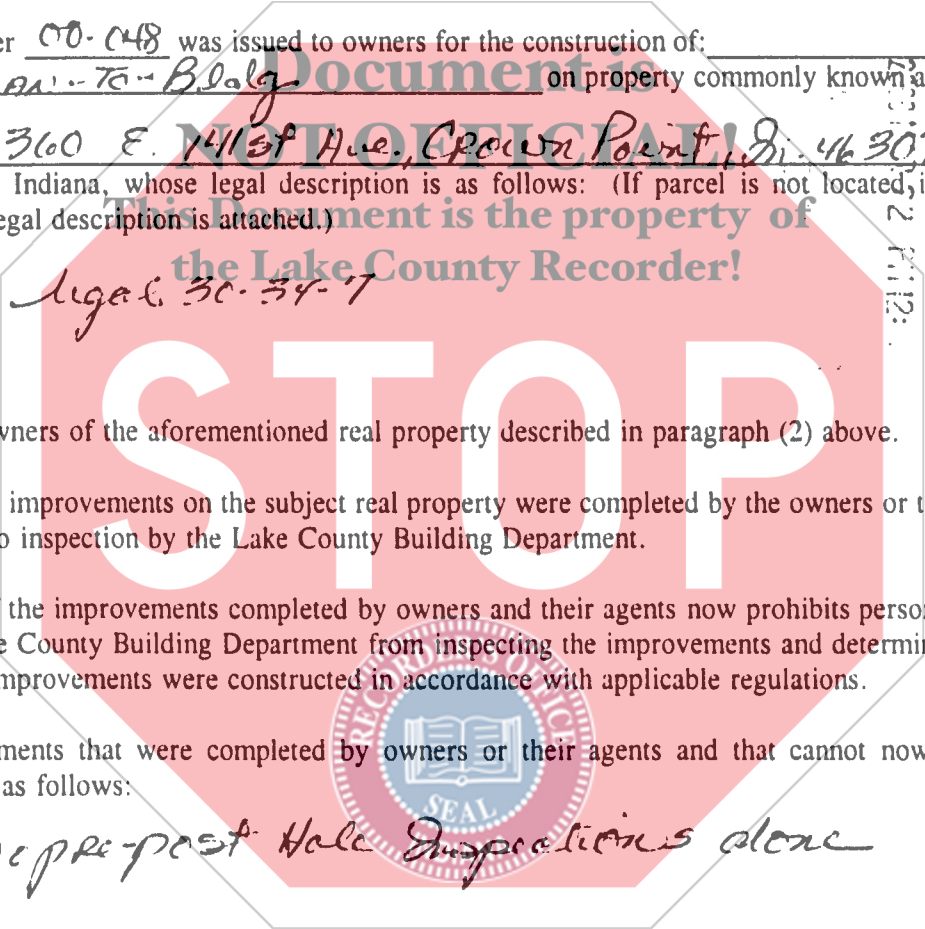 er 00-048 was issued to owners for the construction of:
-To- Bldg on property commonly known a
Document is
360 E. 141st Ave., Crown Point, In. 46307
NOT OFFICIAL!
Indiana, whose legal description is as follows: (If parcel is not located, i
This Document is the property of
egal description is attached.)
the Lake County Recorder!
legal 30-34-7
STOP
wners of the aforementioned real property described in paragraph (2) above.
improvements on the subject real property were completed by the owners or t
o inspection by the Lake County Building Department.
f the improvements completed by owners and their agents now prohibits perso
e County Building Department from inspecting the improvements and determin
mprovements were constructed in accordance with applicable regulations.
RECORDERS OFFICE
ments that were completed by owners or their agents and that cannot now
as follows:
SEAL
pre-post Hole Inspections done